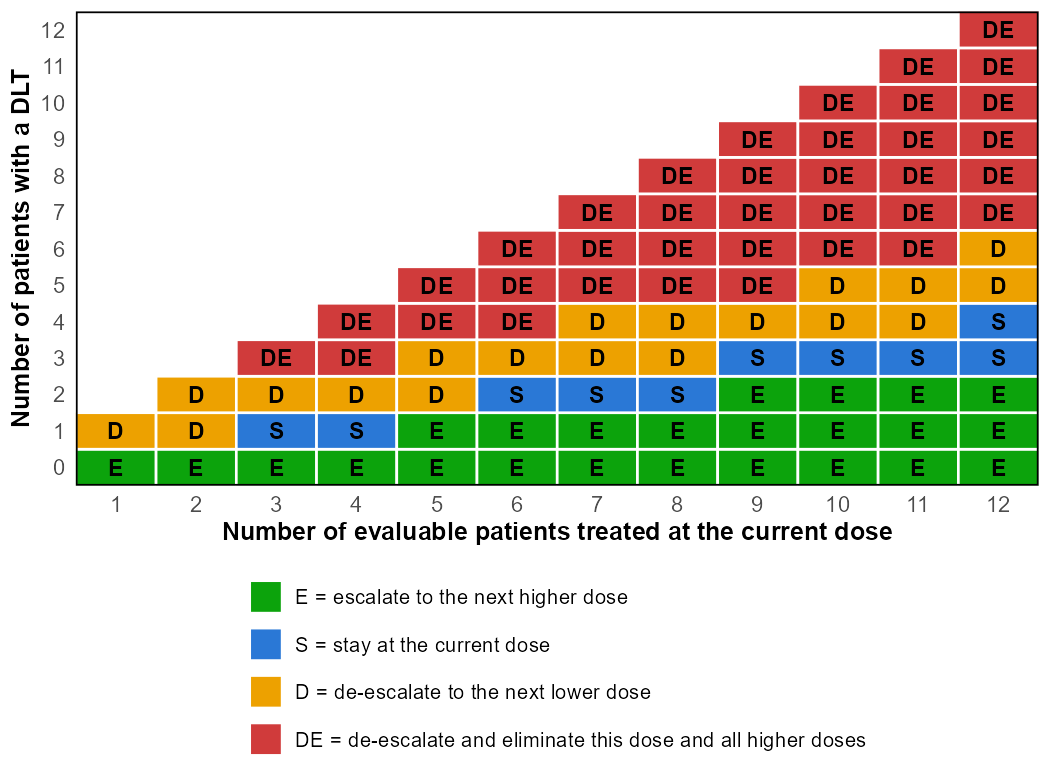 12 DE
11 DE DE
10 DE DE DE
9 DE DE DE DE
8 DE DE DE DE DE
7 DE DE DE DE DE DE
6 DE DE DE DE DE DE D
5 DE DE DE DE DE D D D
4 DE DE DE D D D D D S
3 DE DE D D D D S S S S
2 D D D D S S S E E E E
1 D D S S E E E E E E E E
0 E E E E E E E E E E E E
1 2 3 4 5 6 7 8 9 10 11 12
Number of patients with a DLT
Number of evaluable patients treated at the current dose
E = escalate to the next higher dose
S = stay at the current dose
D = de-escalate to the next lower dose
DE = de-escalate and eliminate this dose and all higher doses